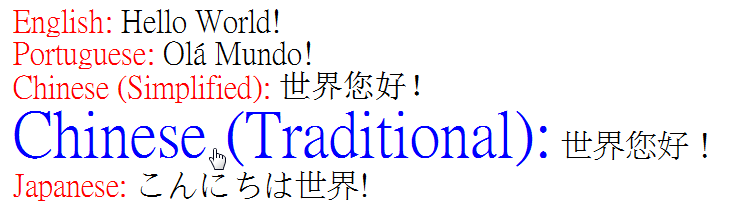 English: Hello World!
Portuguese: Olá Mundo!
Chinese (Simplified): 世界您好！
Chinese (Traditional): 世界您好！
Japanese: こんにちは世界!